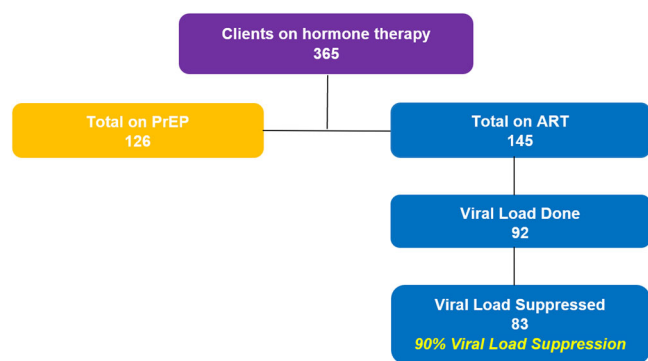 Clients on hormone therapy
365
Total on PrEP
126
Total on ART
145
Viral Load Done
92
Viral Load Suppressed
83
90% Viral Load Suppression